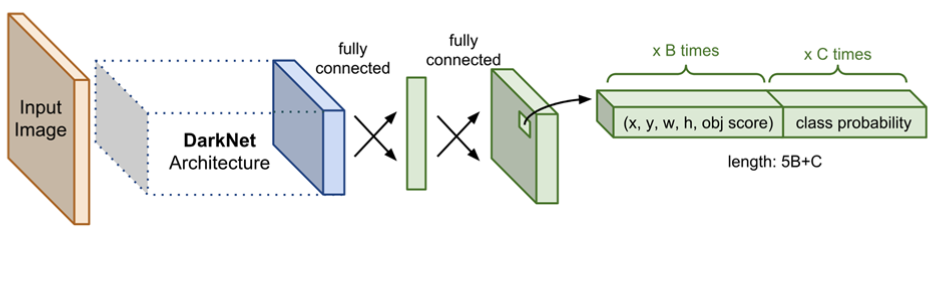 Input
Image
DarkNet
Architecture
fully
connected
fully
connected
x B times
x C times
(x, y, w, h, obj score)
class probability
length: 5B+C